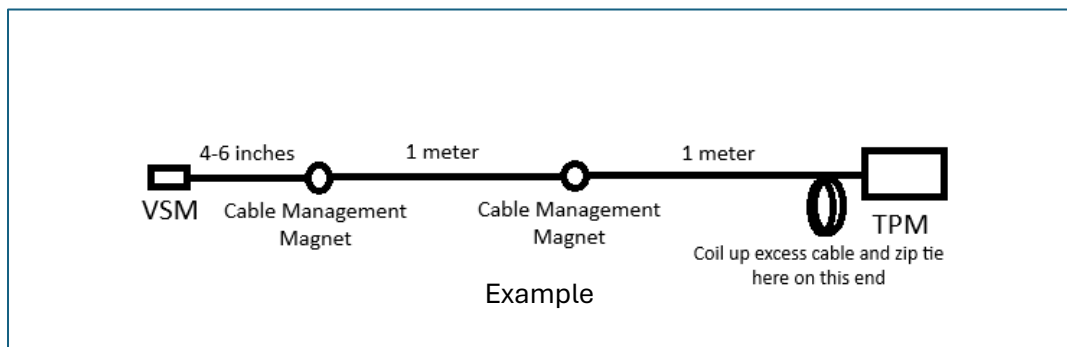 4-6 inches
1 meter
1 meter
VSM
Cable Management
Magnet
Cable Management
Magnet
TPM
Coil up excess cable and zip tie
here on this end
Example